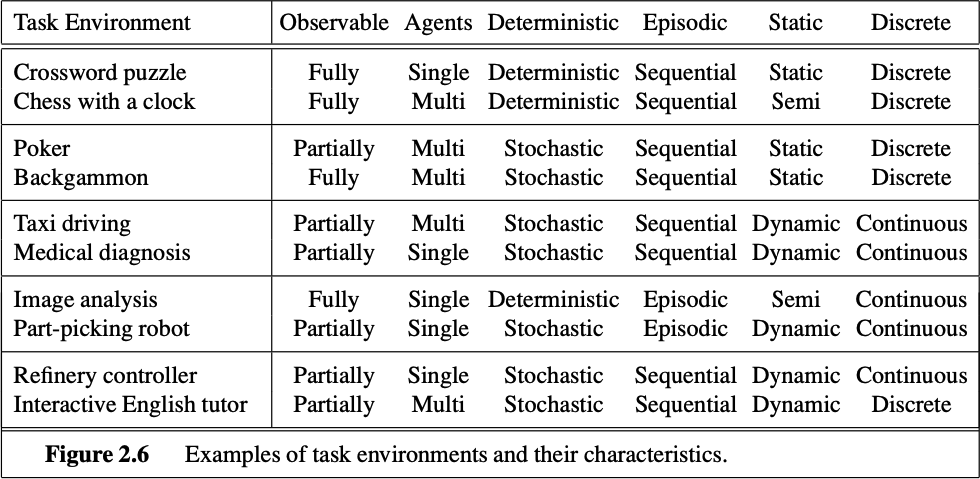 Task Environment Observable Agents Deterministic Episodic Static Discrete
Crossword puzzle Fully Single Deterministic Sequential Static Discrete
Chess with a clock Fully Multi Deterministic Sequential Semi Discrete
Poker Partially Multi Stochastic Sequential Static Discrete
Backgammon Fully Multi Stochastic Sequential Static Discrete
Taxi driving Partially Multi Stochastic Sequential Dynamic Continuous
Medical diagnosis Partially Single Stochastic Sequential Dynamic Continuous
Image analysis Fully Single Deterministic Episodic Semi Continuous
Part-picking robot Partially Single Stochastic Episodic Dynamic Continuous
Refinery controller Partially Single Stochastic Sequential Dynamic Continuous
Interactive English tutor Partially Multi Stochastic Sequential Dynamic Discrete
Figure 2.6 Examples of task environments and their characteristics.